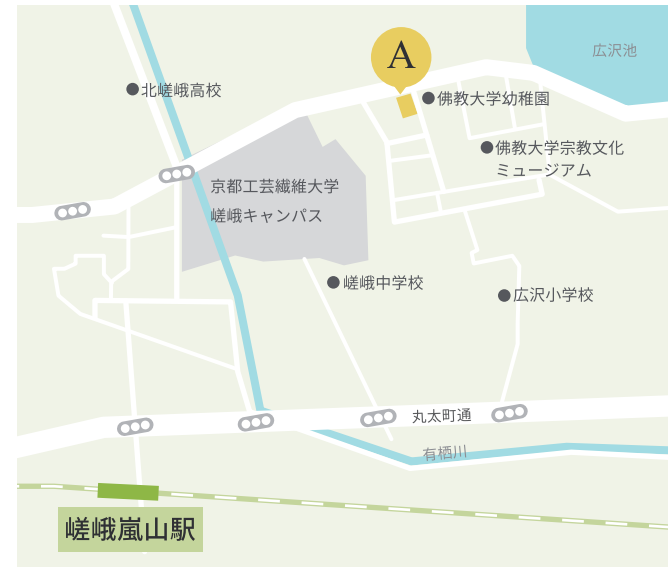 広沢池
A
北嵯峨高校
佛教大学幼稚園
佛教大学宗教文化
ミュージアム
京都工芸繊維大学
嵯峨キャンパス
嵯峨中学校
広沢小学校
丸太町通
有栖川
嵯峨嵐山駅